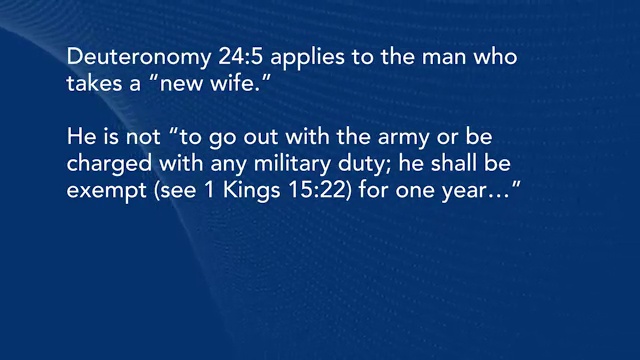 Deuteronomy 24:5 applies to the man who
takes a “new wife.”
He is not “to go out with the army or be
charged with any military duty; he shall be
exempt (see 1 Kings 15:22) for one year…”